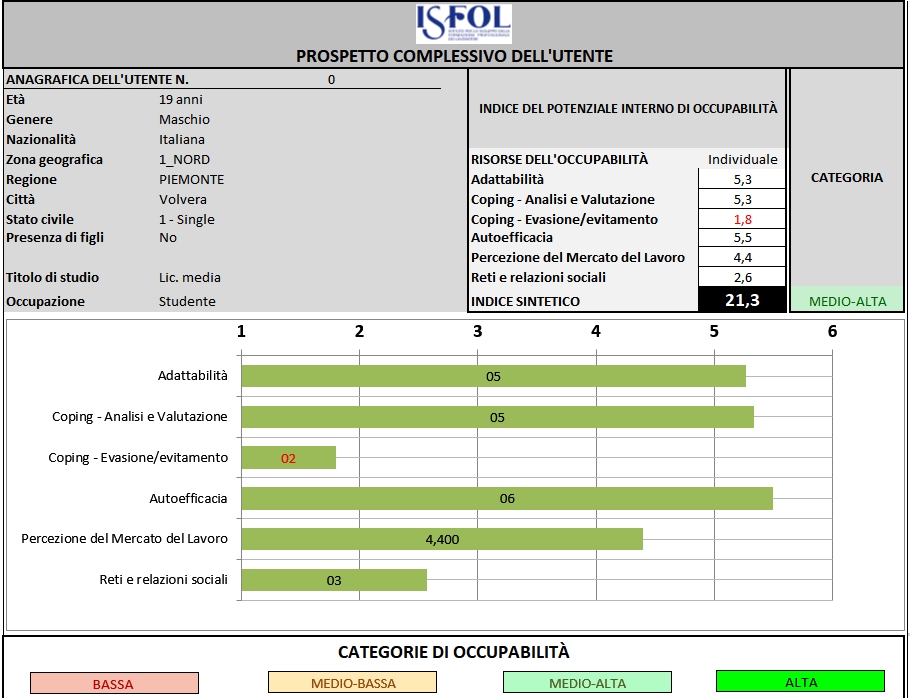 ISFOL
PROSPETTO COMPLESSIVO DELL'UTENTE
ANAGRAFICA DELL'UTENTE N. 0
Età 19 anni
Genere Maschio
Nazionalità Italiana
Zona geografica 1_NORD
Regione PIEMONTE
Città Volvera
Stato civile 1 - Single
Presenza di figli No
Titolo di studio Lic. media
Occupazione Studente
INDICE DEL POTENZIALE INTERNO DI OCCUPABILITÀ
RISORSE DELL'OCCUPABILITÀ Individuale
Adattabilità 5,3
Coping - Analisi e Valutazione 5,3
Coping - Evasione/evitamento 1,8
Autoefficacia 5,5
Percezione del Mercato del Lavoro 4,4
Reti e relazioni sociali 2,6
INDICE SINTETICO 21,3
CATEGORIA
MEDIO-ALTA
1 2 3 4 5 6
Adattabilità 05
Coping - Analisi e Valutazione 05
Coping - Evasione/evitamento 02
Autoefficacia 06
Percezione del Mercato del Lavoro 4,400
Reti e relazioni sociali 03
CATEGORIE DI OCCUPABILITÀ
BASSA MEDIO-BASSA MEDIO-ALTA ALTA